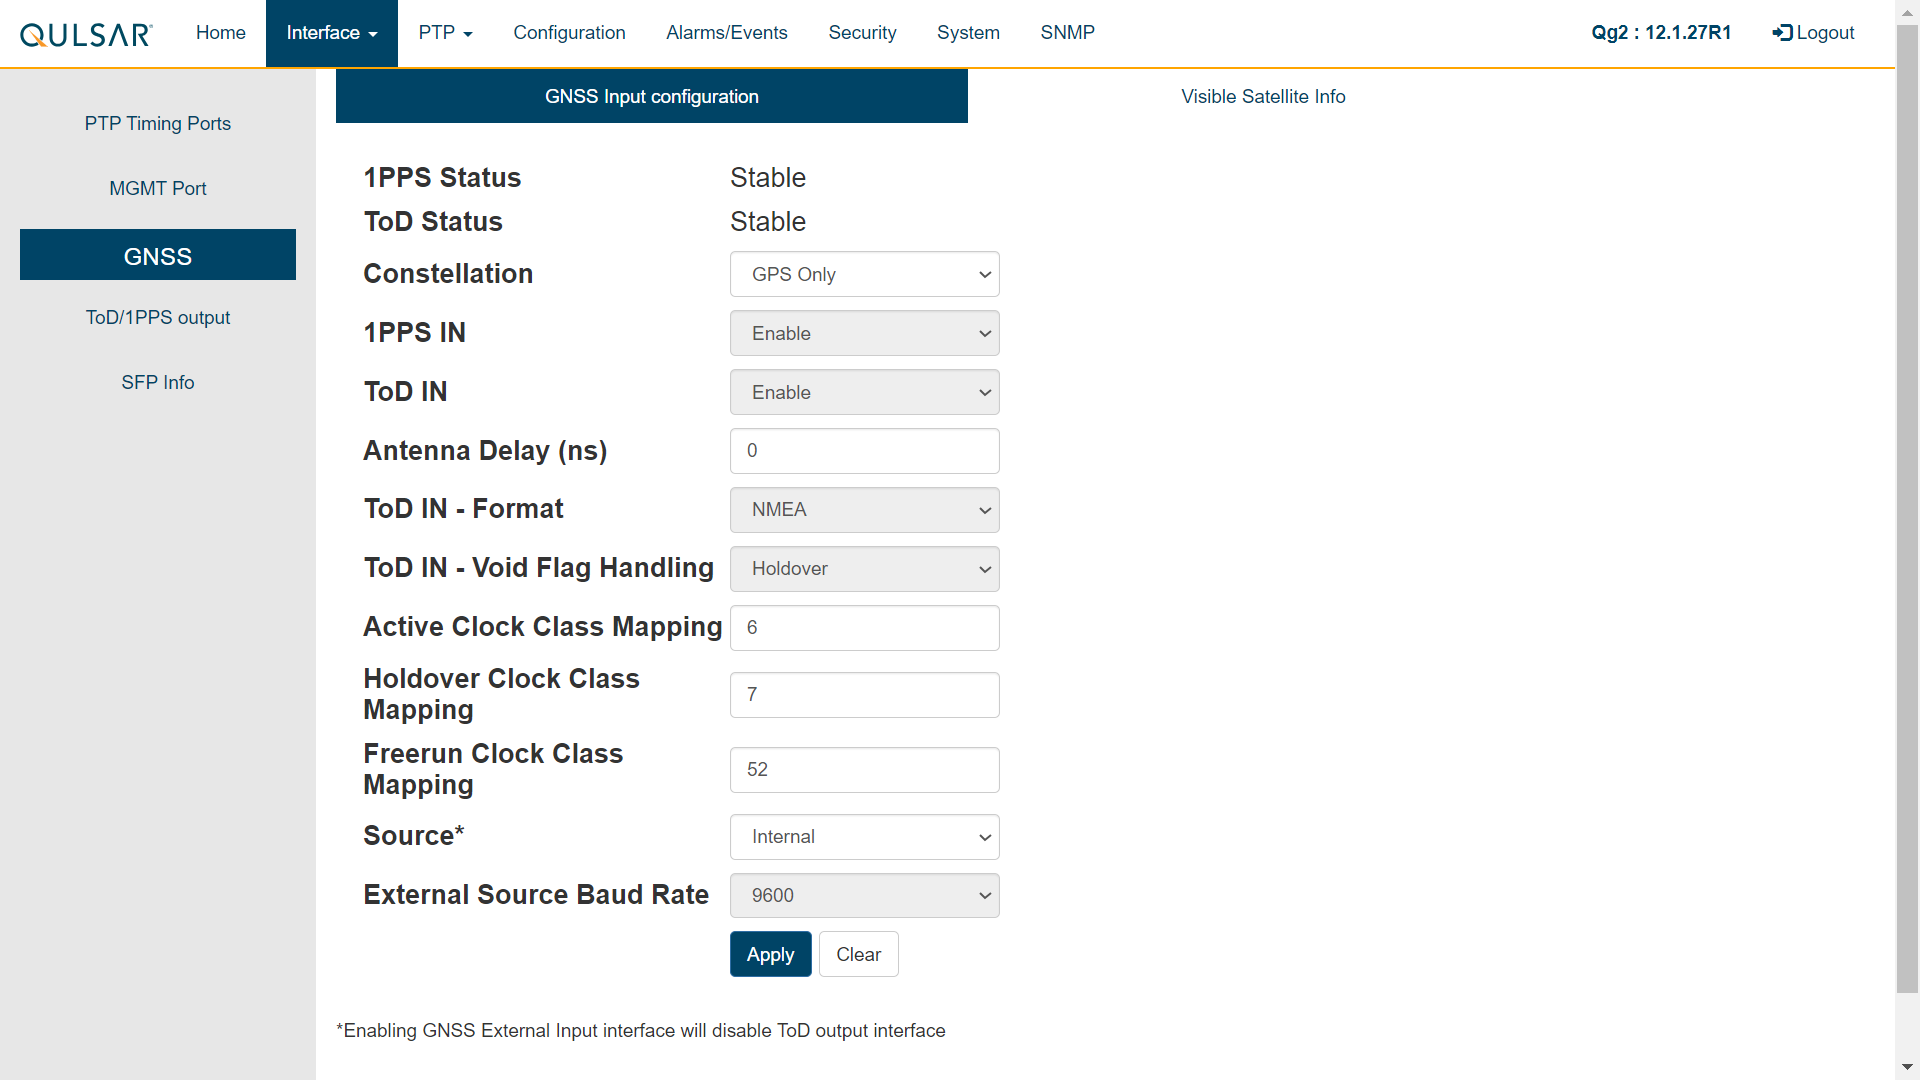 QULSAR
Home
Interface
PTP
Configuration
Alarms/Events
Security
System
SNMP
Qg2 : 12.1.27R1
Logout
PTP Timing Ports
MGMT Port
GNSS
ToD/1PPS output
SFP Info
GNSS Input configuration
Visible Satellite Info
1PPS Status Stable
ToD Status Stable
Constellation GPS Only
1PPS IN Enable
ToD IN Enable
Antenna Delay (ns) 0
ToD IN - Format NMEA
ToD IN - Void Flag Handling Holdover
Active Clock Class Mapping 6
Holdover Clock Class
Mapping 7
Freerun Clock Class
Mapping 52
Source* Internal
External Source Baud Rate 9600
Apply Clear
*Enabling GNSS External Input interface will disable ToD output interface